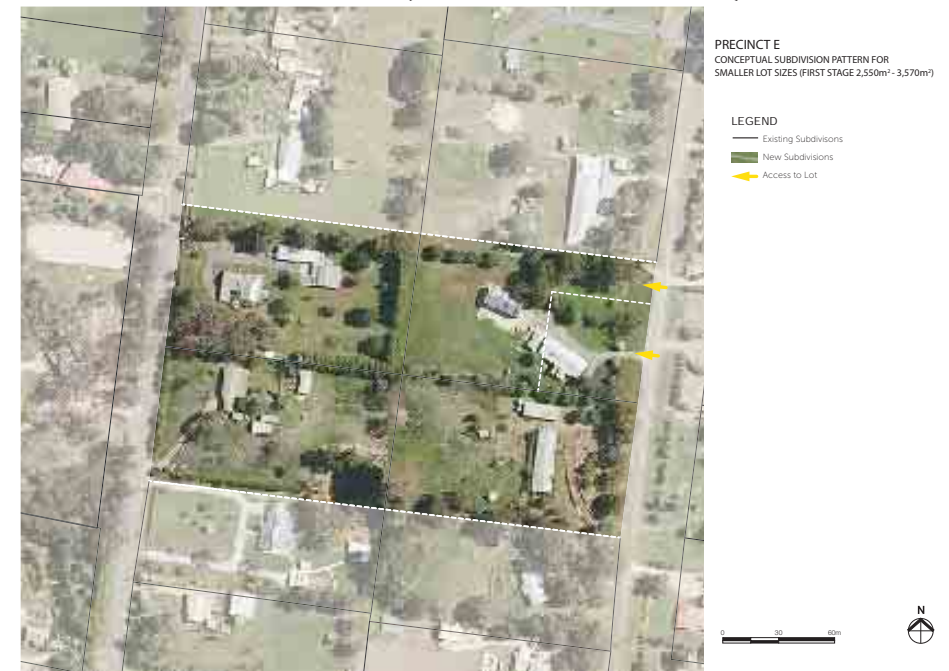 PRECINCT E
CONCEPTUAL SUBDIVISION PATTERN FOR
SMALLER LOT SIZES (FIRST STAGE 2,550m² - 3,570m²)
LEGEND
Existing Subdivisons
New Subdivisions
Access to Lot
N
0 30 60m